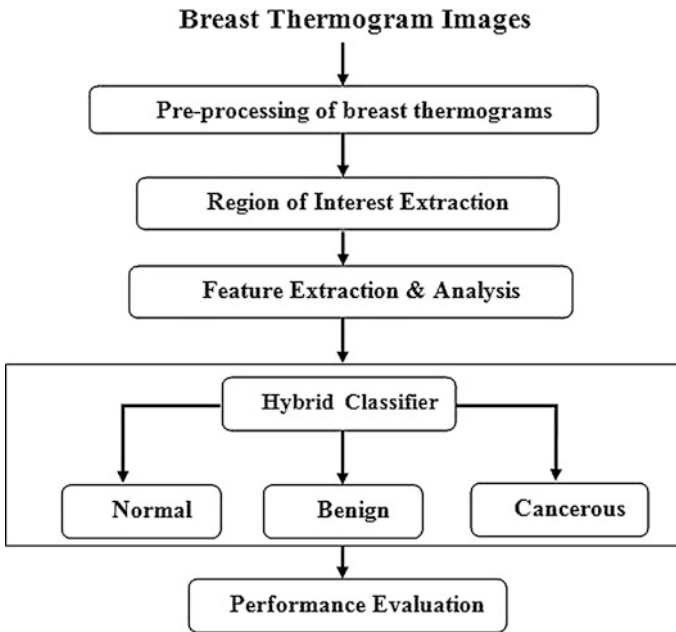 Breast Thermogram Images
Pre-processing of breast thermograms
Region of Interest Extraction
Feature Extraction & Analysis
Hybrid Classifier
Normal
Benign
Cancerous
Performance Evaluation